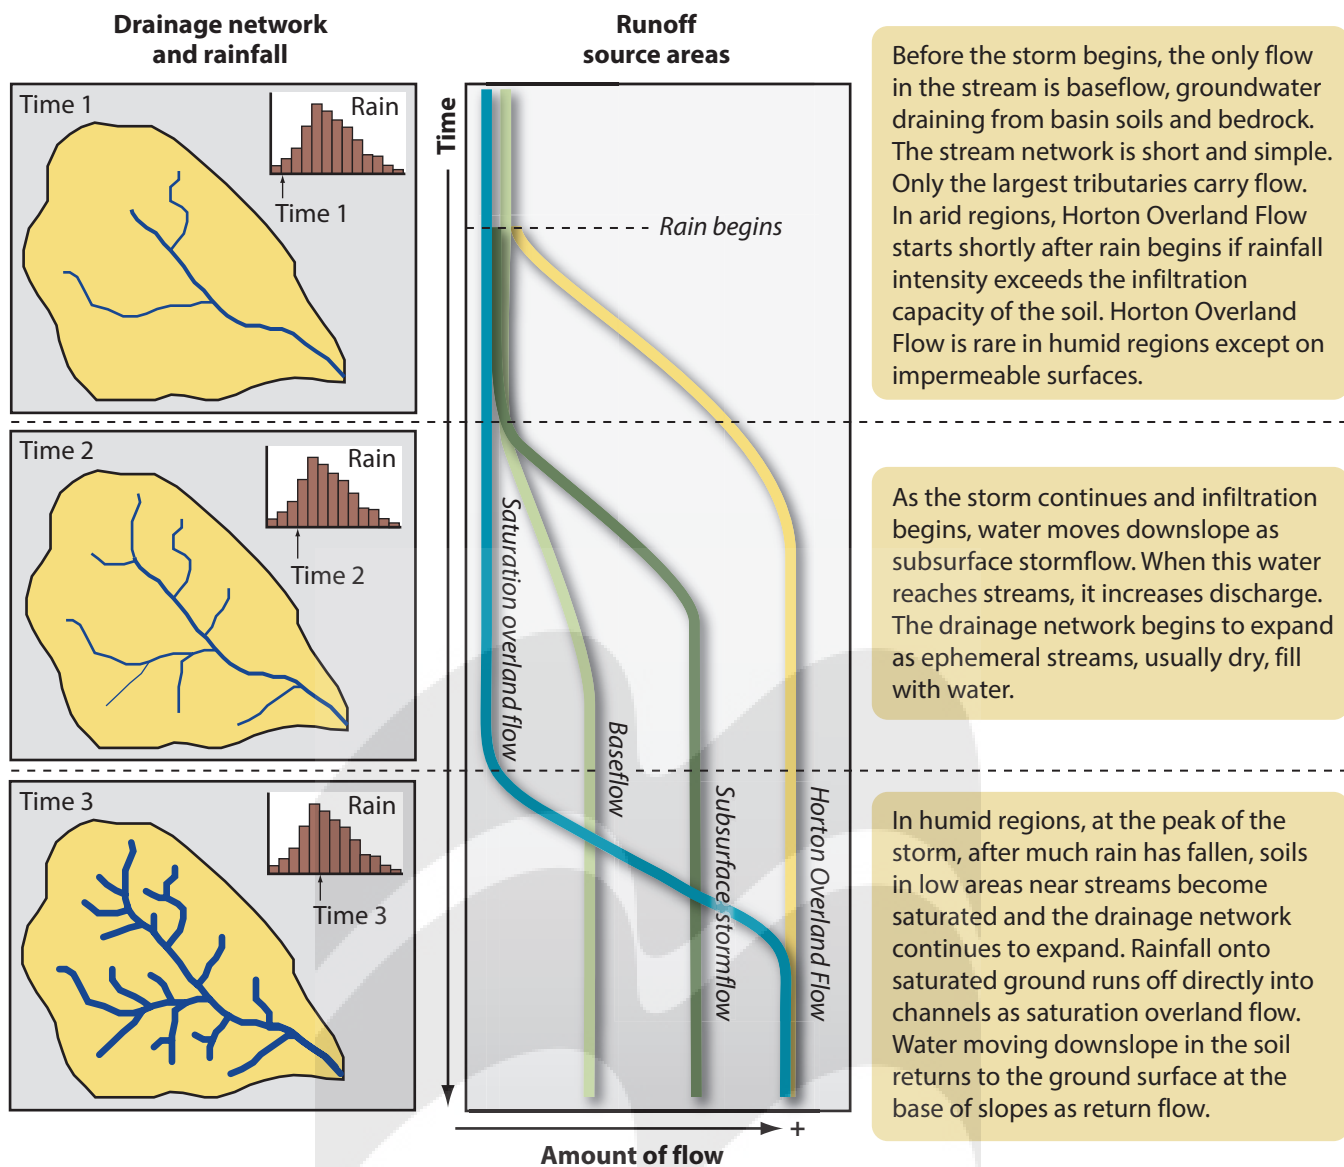 Drainage network
and rainfall
Runoff
source areas
Time 1
Rain
Time 1
Time 2
Rain
Time 2
Time 3
Rain
Time 3
Time
Rain begins
Saturation overland flow
Baseflow
Subsurface stormflow
Horton Overland Flow
+
Amount of flow
Before the storm begins, the only flow
in the stream is baseflow, groundwater
draining from basin soils and bedrock.
The stream network is short and simple.
Only the largest tributaries carry flow.
In arid regions, Horton Overland Flow
starts shortly after rain begins if rainfall
intensity exceeds the infiltration
capacity of the soil. Horton Overland
Flow is rare in humid regions except on
impermeable surfaces.
As the storm continues and infiltration
begins, water moves downslope as
subsurface stormflow. When this water
reaches streams, it increases discharge.
The drainage network begins to expand
as ephemeral streams, usually dry, fill
with water.
In humid regions, at the peak of the
storm, after much rain has fallen, soils
in low areas near streams become
saturated and the drainage network
continues to expand. Rainfall onto
saturated ground runs off directly into
channels as saturation overland flow.
Water moving downslope in the soil
returns to the ground surface at the
base of slopes as return flow.